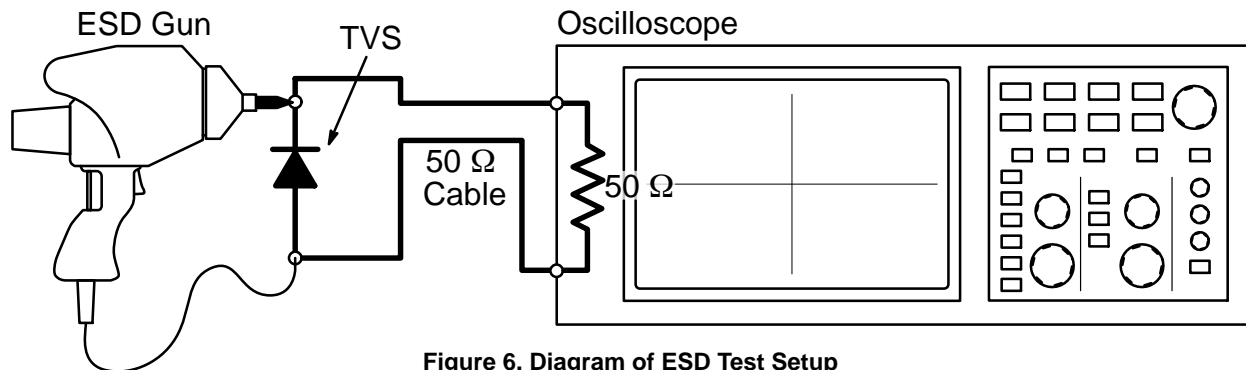 ESD Gun
TVS
Oscilloscope
50 Ω
Cable
50 Ω
Figure 6. Diagram of ESD Test Setup